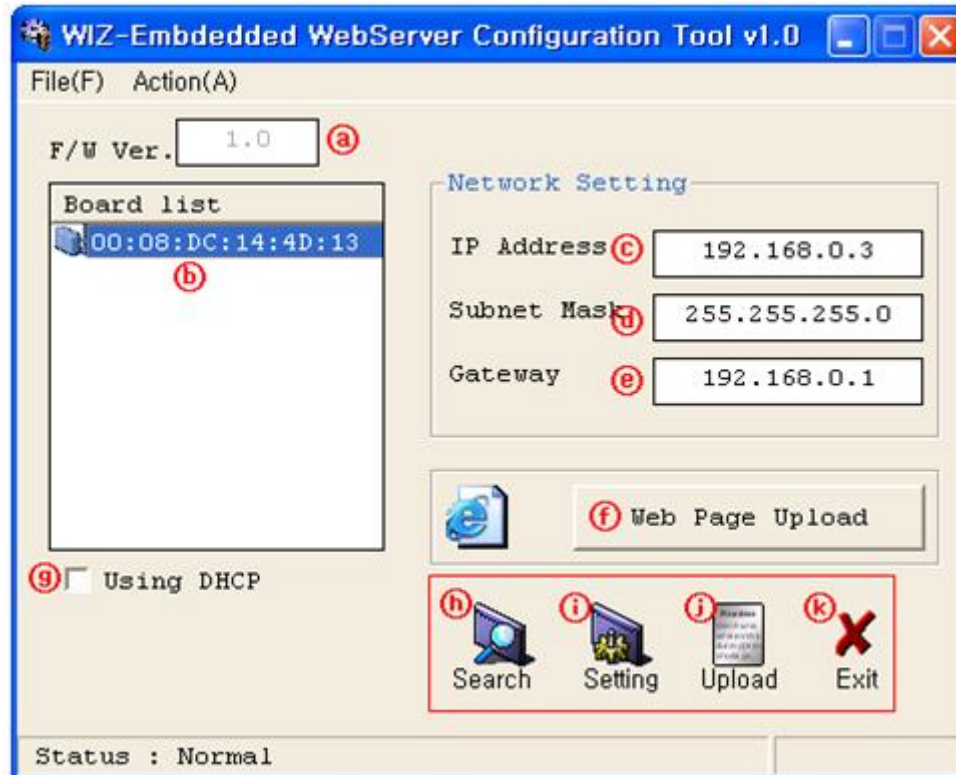 WIZ-Embdedded WebServer Configuration Tool v1.0
File(F) Action(A)
F/W Ver. 1.0 ⓐ
Board list
00:08:DC:14:4D:13
ⓑ
Network Setting
IP Address ⓒ 192.168.0.3
Subnet Mask ⓓ 255.255.255.0
Gateway ⓔ 192.168.0.1
ⓕ Web Page Upload
ⓖ Using DHCP
ⓗ ⓘ ⓙ ⓚ
Search Setting Upload Exit
Status : Normal